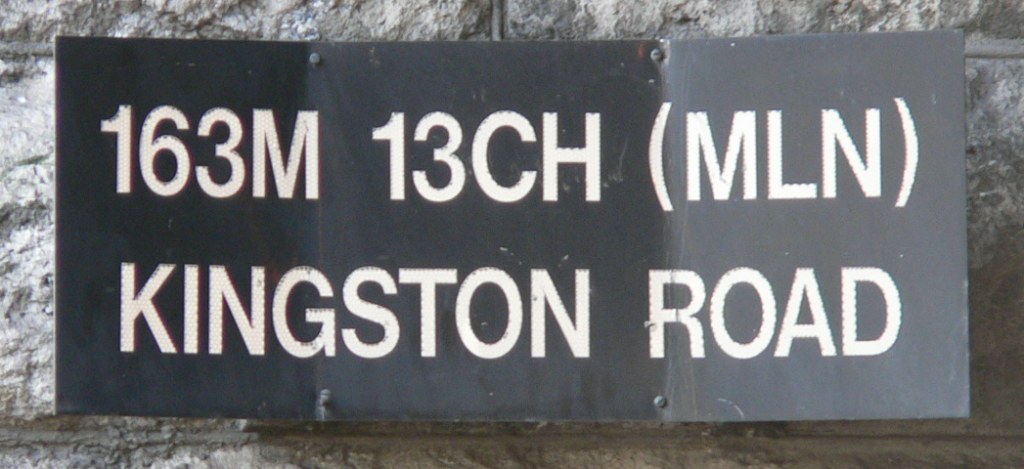 163M 13CH (MLN)
KINGSTON ROAD